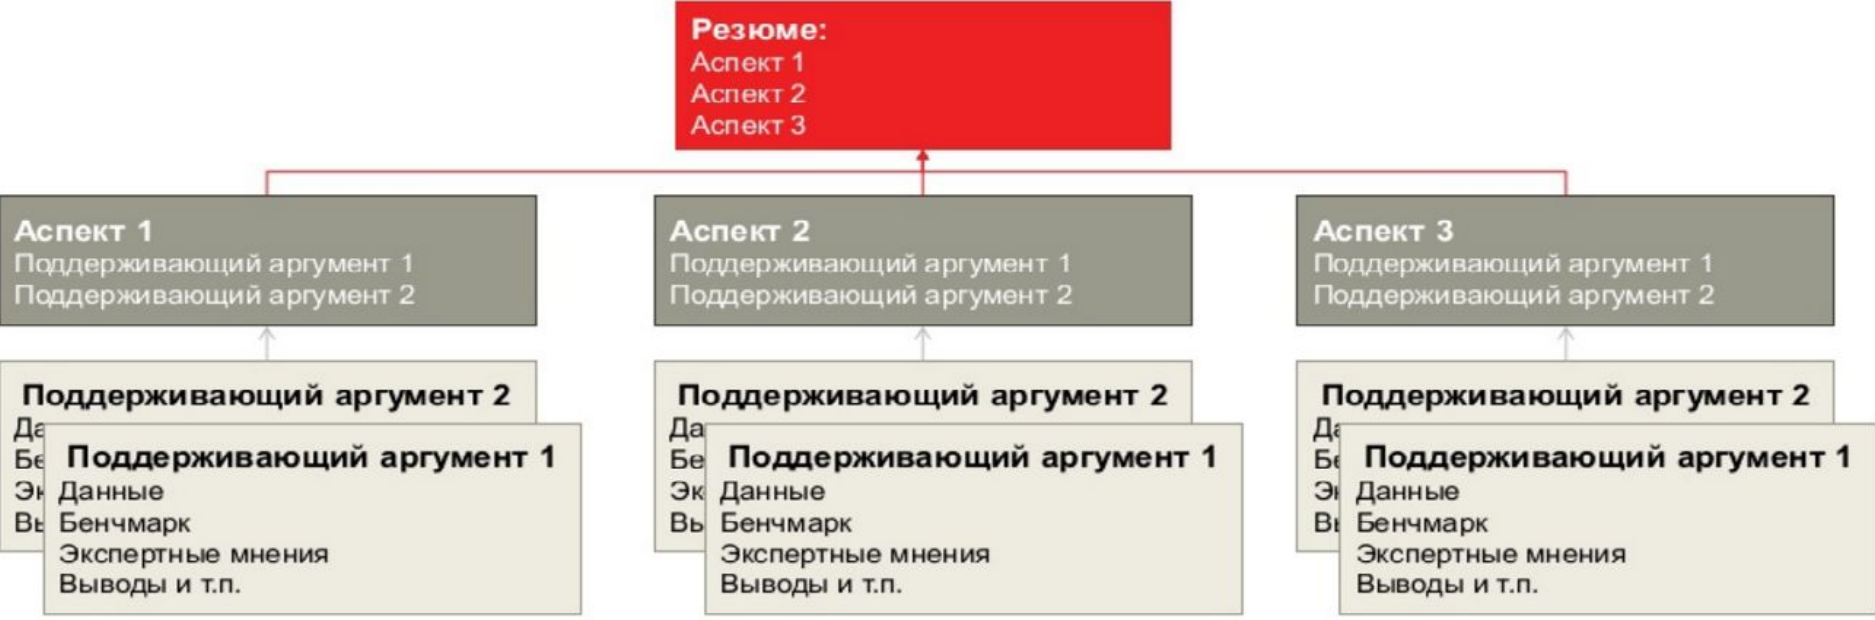 Резюме:
Аспект 1
Аспект 2
Аспект 3
Аспект 1
Поддерживающий аргумент 1
Поддерживающий аргумент 2
Аспект 2
Поддерживающий аргумент 1
Поддерживающий аргумент 2
Аспект 3
Поддерживающий аргумент 1
Поддерживающий аргумент 2
Поддерживающий аргумент 2
Поддерживающий аргумент 1
Данные
Бенчмарк
Экспертные мнения
Выводы и т.п.
Поддерживающий аргумент 2
Поддерживающий аргумент 1
Данные
Бенчмарк
Экспертные мнения
Выводы и т.п.
Поддерживающий аргумент 2
Поддерживающий аргумент 1
Данные
Бенчмарк
Экспертные мнения
Выводы и т.п.